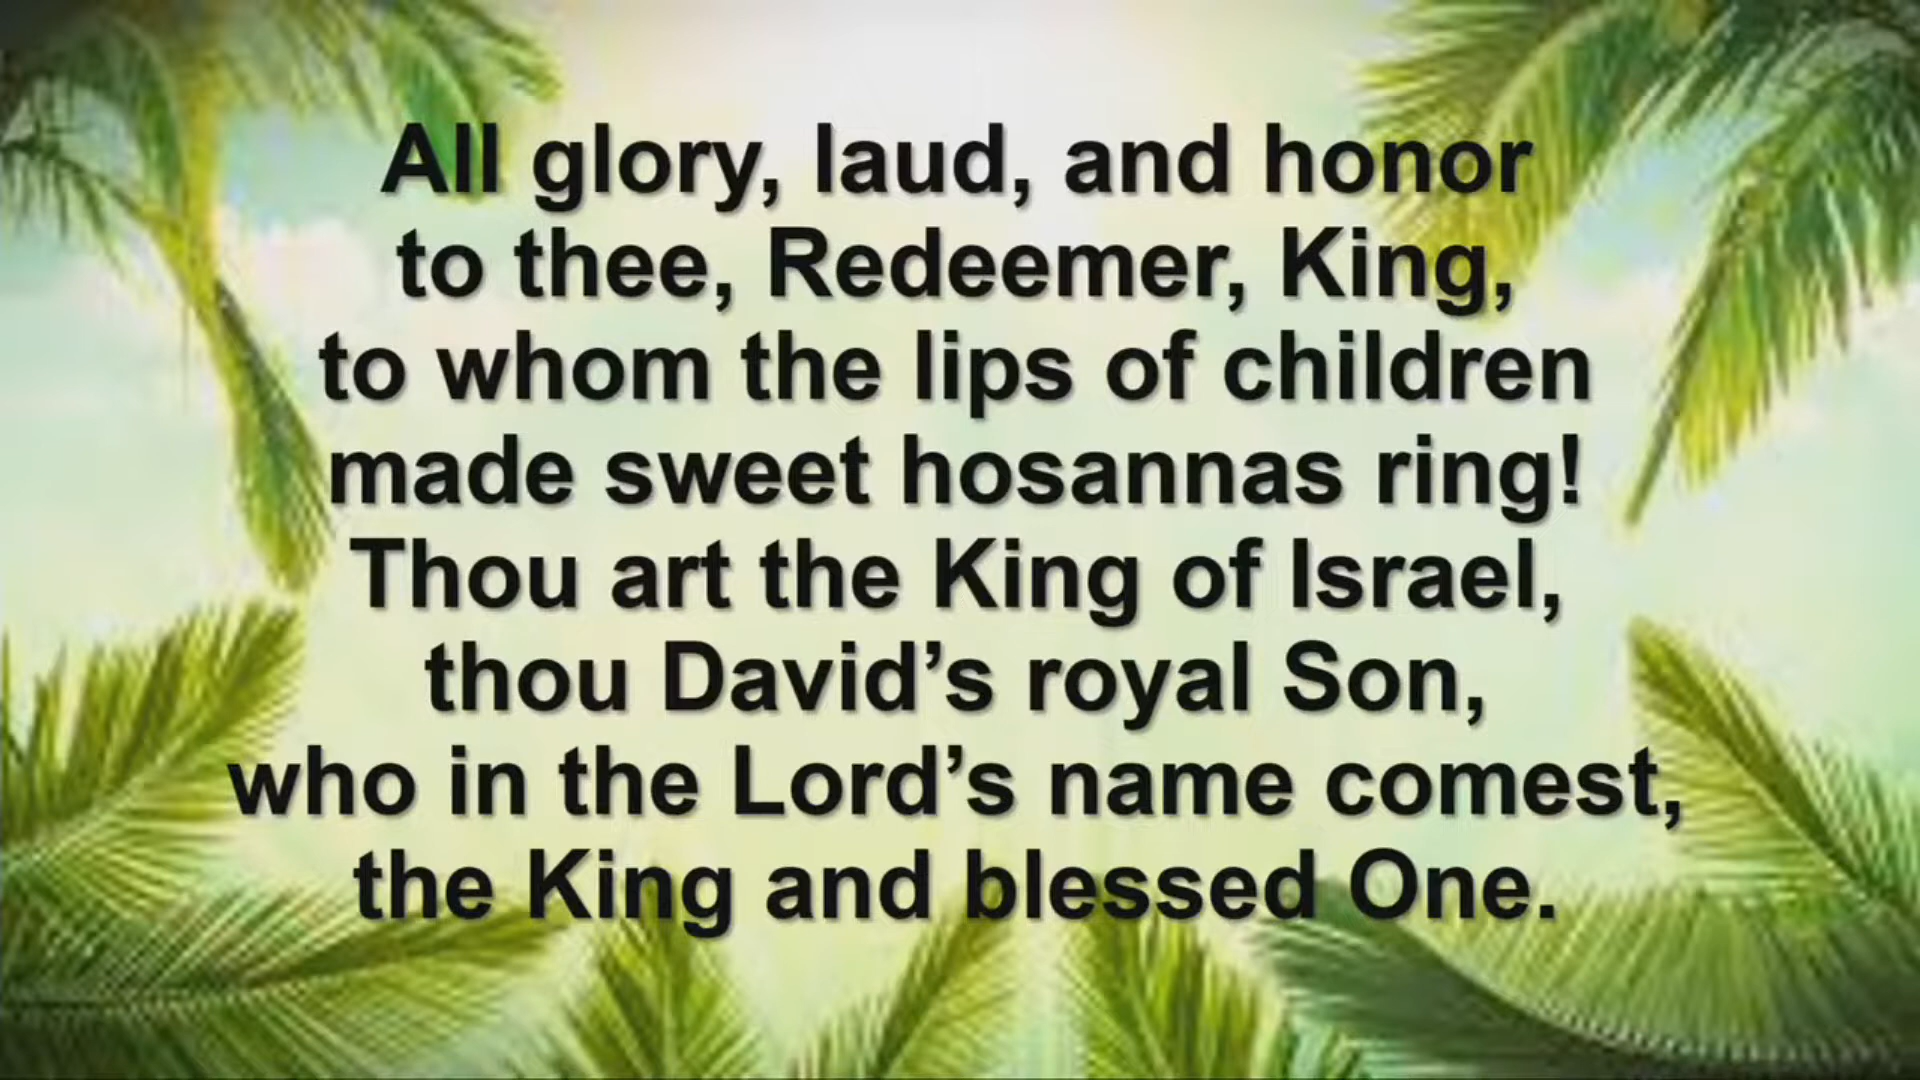 All glory, laud, and honor
to thee, Redeemer, King,
to whom the lips of children
made sweet hosannas ring!
Thou art the King of Israel,
thou David’s royal Son,
who in the Lord’s name comest,
the King and blessed One.